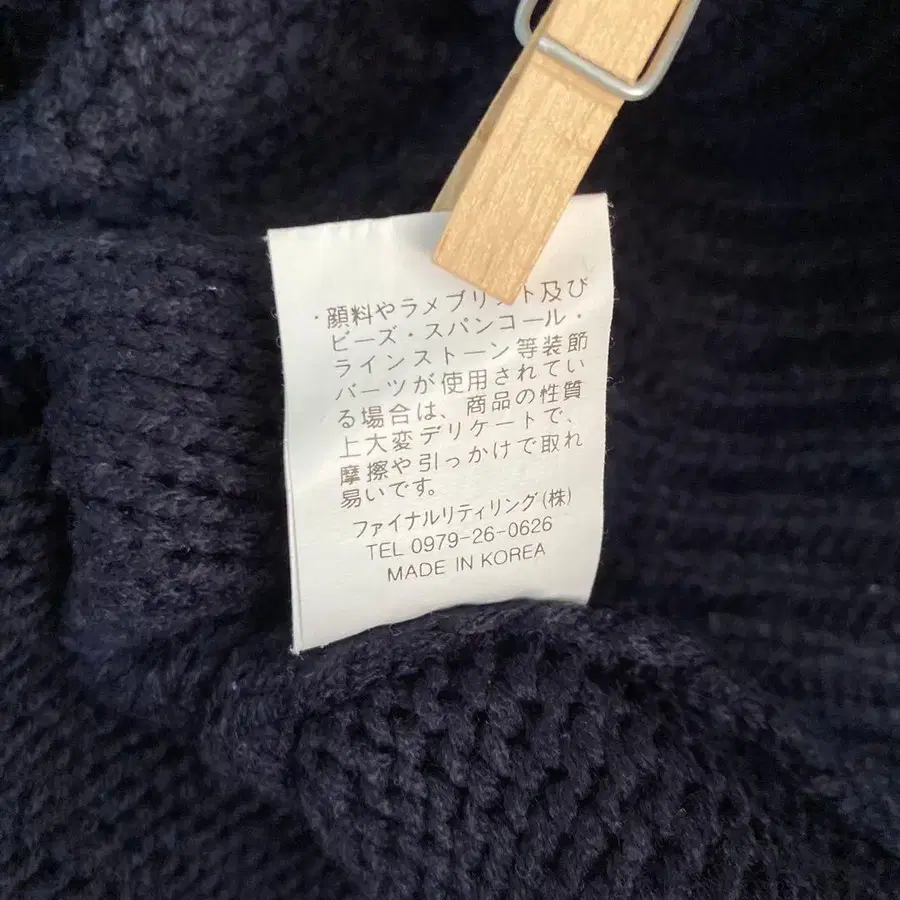 ・顔料やラメプリント及び
ビーズ・スパンコール・
ラインストーン等装飾
パーツが使用されてい
る場合は、商品の性質
上大変デリケートで、
摩擦や引っかけで取れ
易いです。
ファイナルリティリング(株)
TEL 0979-26-0626
MADE IN KOREA